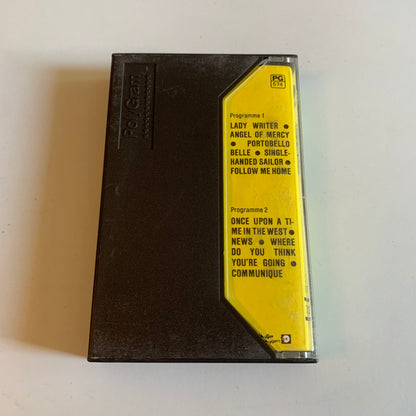 PolyGram
PG
574
Programme 1
LADY WRITER ●
ANGEL OF MERCY
● PORTOBELLO
BELLE ● SINGLE-
HANDED SAILOR ●
FOLLOW ME HOME
Programme 2
ONCE UPON A TI-
ME IN THE WEST ●
NEWS ● WHERE
DO YOU THINK
YOU'RE GOING ●
COMMUNIQUE